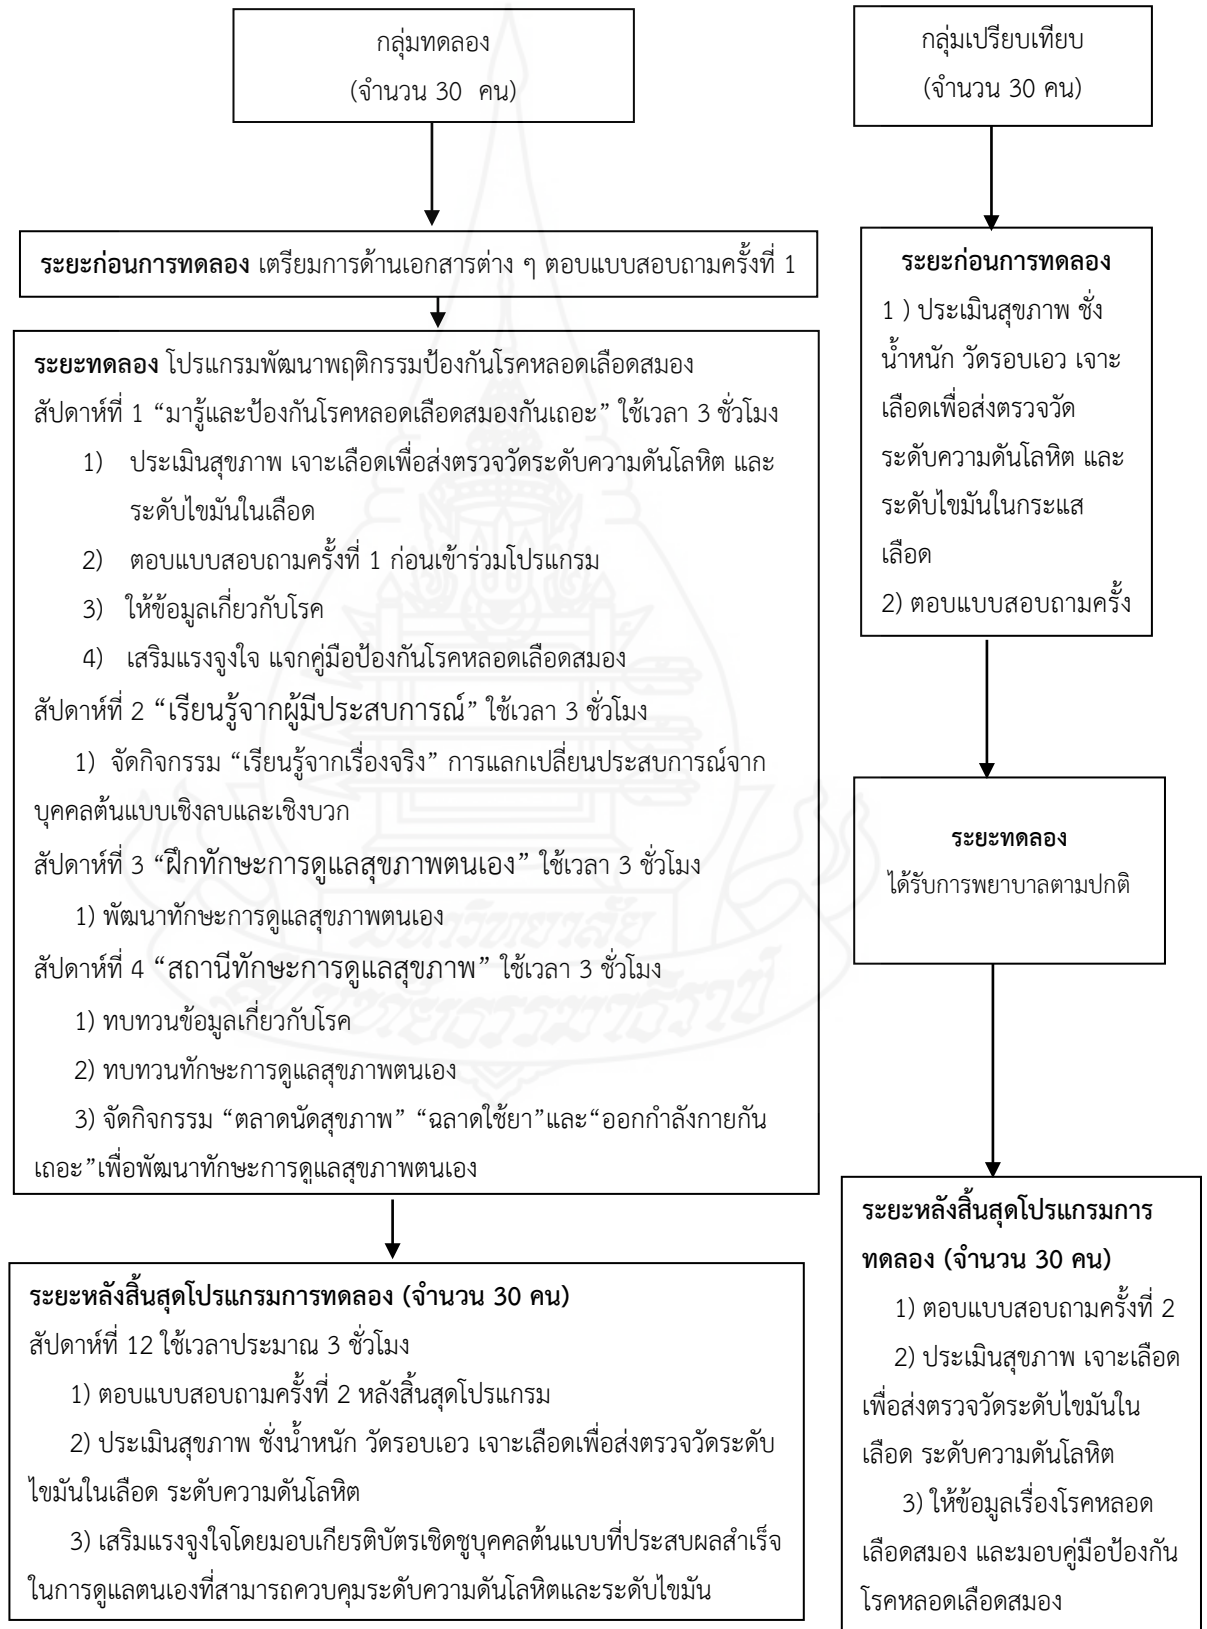 กลุ่มทดลอง
(จำนวน 30 คน)
ระยะก่อนการทดลอง เตรียมการด้านเอกสารต่าง ๆ ตอบแบบสอบถามครั้งที่ 1
ระยะทดลอง โปรแกรมพัฒนาพฤติกรรมป้องกันโรคหลอดเลือดสมอง
สัปดาห์ที่ 1 “มารู้และป้องกันโรคหลอดเลือดสมองกันเถอะ” ใช้เวลา 3 ชั่วโมง
1) ประเมินสุขภาพ เจาะเลือดเพื่อส่งตรวจวัดระดับความดันโลหิต และ
ระดับไขมันในเลือด
2) ตอบแบบสอบถามครั้งที่ 1 ก่อนเข้าร่วมโปรแกรม
3) ให้ข้อมูลเกี่ยวกับโรค
4) เสริมแรงจูงใจ แจกคู่มือป้องกันโรคหลอดเลือดสมอง
สัปดาห์ที่ 2 “เรียนรู้จากผู้มีประสบการณ์” ใช้เวลา 3 ชั่วโมง
1) จัดกิจกรรม “เรียนรู้จากเรื่องจริง” การแลกเปลี่ยนประสบการณ์จาก
บุคคลต้นแบบเชิงลบและเชิงบวก
สัปดาห์ที่ 3 “ฝึกทักษะการดูแลสุขภาพตนเอง” ใช้เวลา 3 ชั่วโมง
1) พัฒนาทักษะการดูแลสุขภาพตนเอง
สัปดาห์ที่ 4 “สถานีทักษะการดูแลสุขภาพ” ใช้เวลา 3 ชั่วโมง
1) ทบทวนข้อมูลเกี่ยวกับโรค
2) ทบทวนทักษะการดูแลสุขภาพตนเอง
3) จัดกิจกรรม “ตลาดนัดสุขภาพ” “ฉลาดใช้ยา”และ“ออกกำลังกายกัน
เถอะ”เพื่อพัฒนาทักษะการดูแลสุขภาพตนเอง
ระยะหลังสิ้นสุดโปรแกรมการทดลอง (จำนวน 30 คน)
สัปดาห์ที่ 12 ใช้เวลาประมาณ 3 ชั่วโมง
1) ตอบแบบสอบถามครั้งที่ 2 หลังสิ้นสุดโปรแกรม
2) ประเมินสุขภาพ ชั่งน้ำหนัก วัดรอบเอว เจาะเลือดเพื่อส่งตรวจวัดระดับ
ไขมันในเลือด ระดับความดันโลหิต
3) เสริมแรงจูงใจโดยมอบเกียรติบัตรเชิดชูบุคคลต้นแบบที่ประสบผลสำเร็จ
ในการดูแลตนเองที่สามารถควบคุมระดับความดันโลหิตและระดับไขมัน
กลุ่มเปรียบเทียบ
(จำนวน 30 คน)
ระยะก่อนการทดลอง
1 ) ประเมินสุขภาพ ชั่ง
น้ำหนัก วัดรอบเอว เจาะ
เลือดเพื่อส่งตรวจวัด
ระดับความดันโลหิต และ
ระดับไขมันในกระแส
เลือด
2) ตอบแบบสอบถามครั้ง
ระยะทดลอง
ได้รับการพยาบาลตามปกติ
ระยะหลังสิ้นสุดโปรแกรมการ
ทดลอง (จำนวน 30 คน)
1) ตอบแบบสอบถามครั้งที่ 2
2) ประเมินสุขภาพ เจาะเลือด
เพื่อส่งตรวจวัดระดับไขมันใน
เลือด ระดับความดันโลหิต
3) ให้ข้อมูลเรื่องโรคหลอด
เลือดสมอง และมอบคู่มือป้องกัน
โรคหลอดเลือดสมอง
มหาวิทยาลัย
สุโขทัยธรรมาธิราช